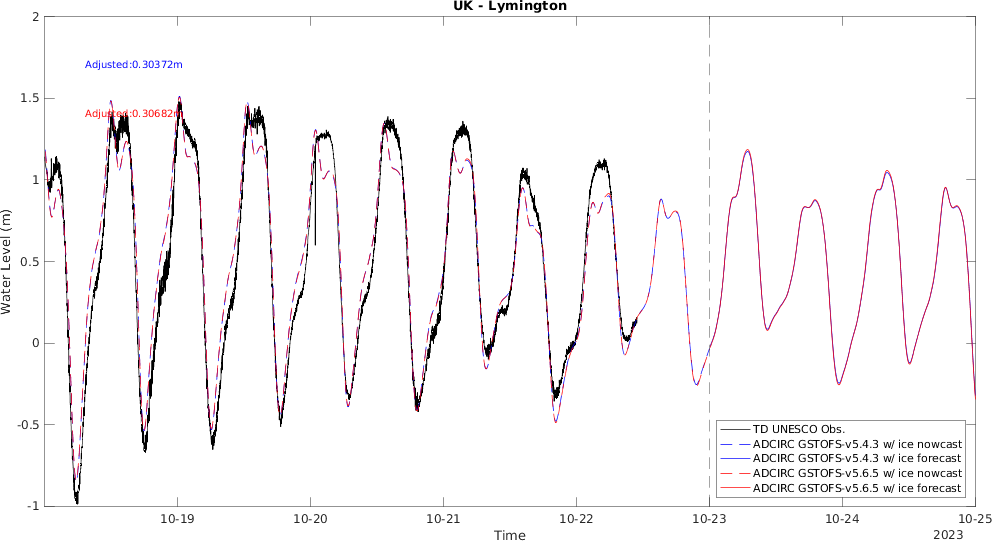 UK - Lymington
2
1.5
1
0.5
0
-0.5
-1
Water Level (m)
Adjusted:0.30372m
Adjusted:0.30682m
TD UNESCO Obs.
ADCIRC GSTOFS-v5.4.3 w/ ice nowcast
ADCIRC GSTOFS-v5.4.3 w/ ice forecast
ADCIRC GSTOFS-v5.6.5 w/ ice nowcast
ADCIRC GSTOFS-v5.6.5 w/ ice forecast
10-19 10-20 10-21 10-22 10-23 10-24 10-25
Time
2023